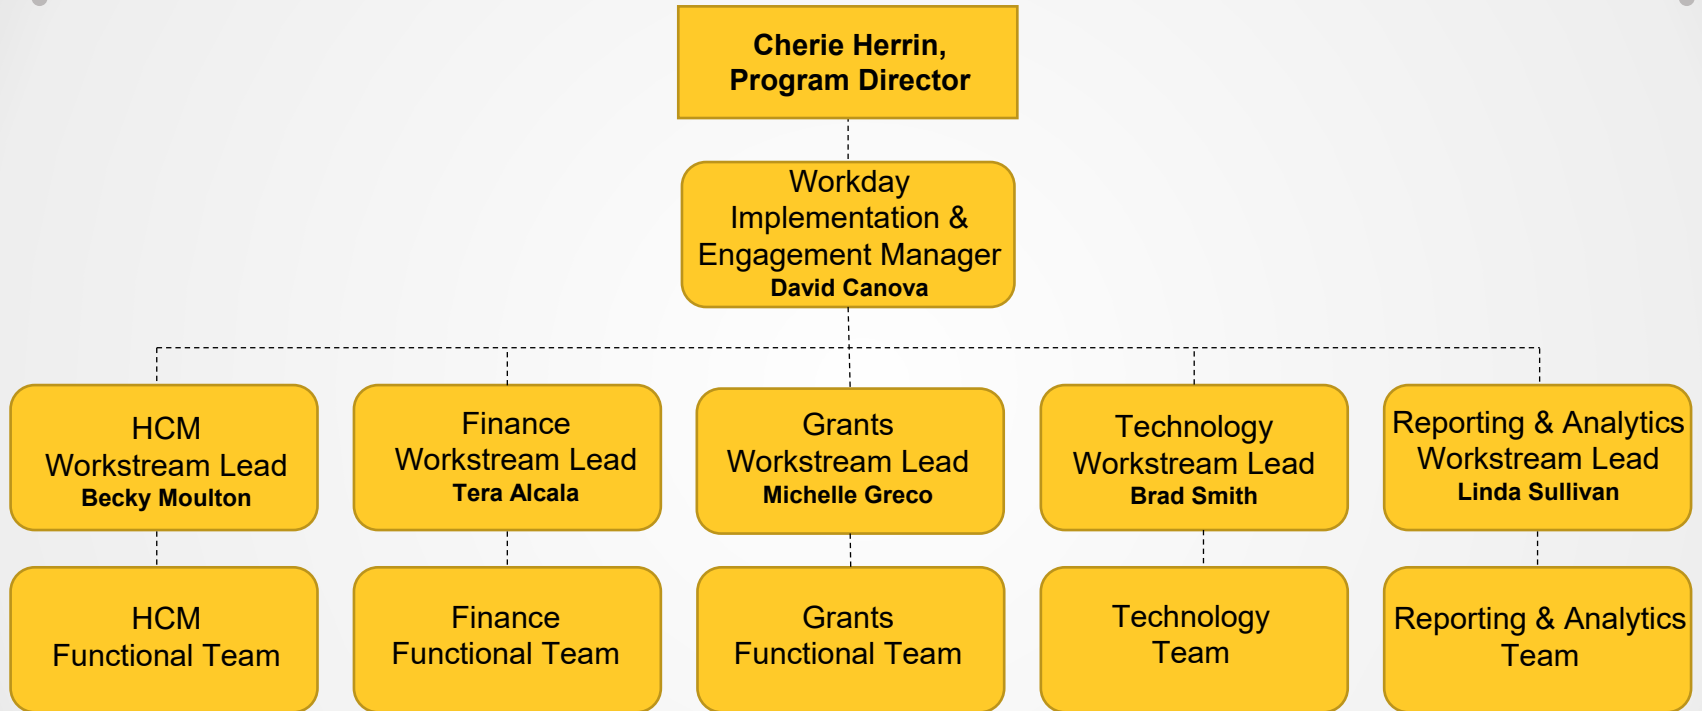 Cherie Herrin,
Program Director
Workday
Implementation &
Engagement Manager
David Canova
HCM
Workstream Lead
Becky Moulton
Finance
Workstream Lead
Tera Alcala
Grants
Workstream Lead
Michelle Greco
Technology
Workstream Lead
Brad Smith
Reporting & Analytics
Workstream Lead
Linda Sullivan
HCM
Functional Team
Finance
Functional Team
Grants
Functional Team
Technology
Team
Reporting & Analytics
Team